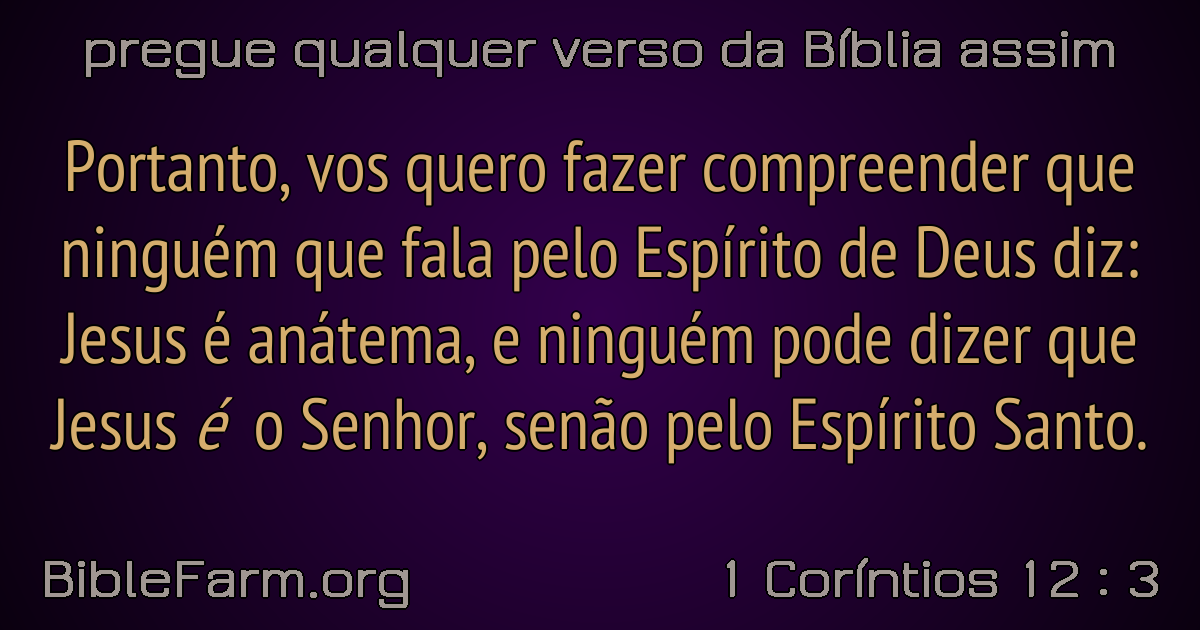 pregue qualquer verso da Bíblia assim
Portanto, vos quero fazer compreender que
ninguém que fala pelo Espírito de Deus diz:
Jesus é anátema, e ninguém pode dizer que
Jesus é o Senhor, senão pelo Espírito Santo.
BibleFarm.org
1 Coríntios 12 : 3